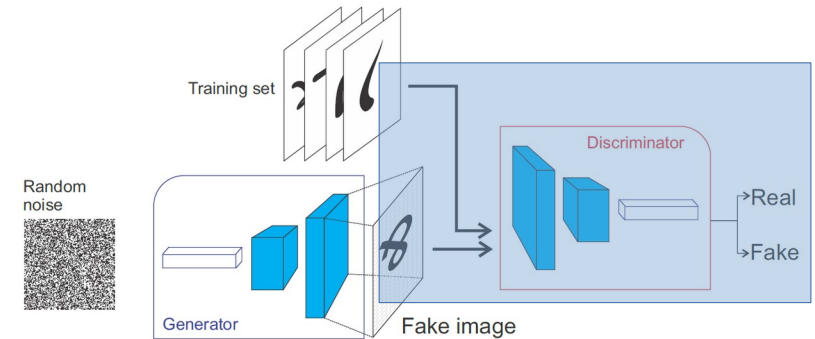 Training set
Random
noise
Generator
Fake image
Discriminator
Real
Fake